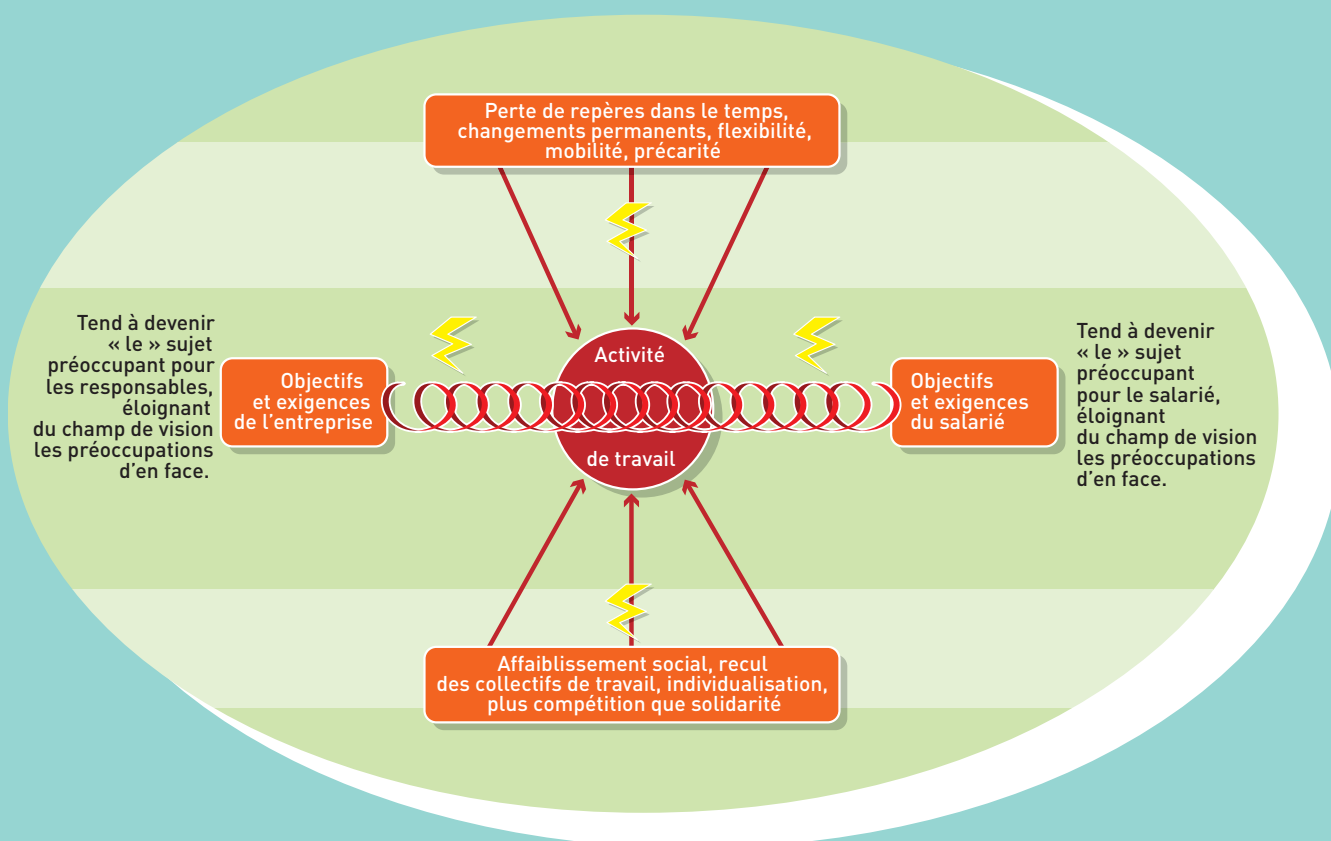 Perte de repères dans le temps,
changements permanents, flexibilité,
mobilité, précarité
Tend à devenir
« le » sujet
préoccupant pour
les responsables,
éloignant
du champ de vision
les préoccupations
d'en face.
Objectifs
et exigences
de l'entreprise
Activité
de travail
Objectifs
et exigences
du salarié
Tend à devenir
« le » sujet
préoccupant
pour le salarié,
éloignant
du champ de vision
les préoccupations
d'en face.
Affaiblissement social, recul
des collectifs de travail, individualisation,
plus compétition que solidarité